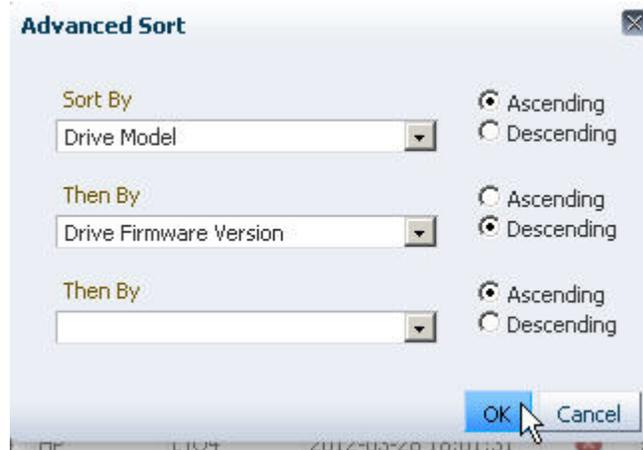 Advanced Sort
Sort By
Drive Model
Ascending
Descending
Then By
Drive Firmware Version
Ascending
Descending
Then By
Ascending
Descending
OK Cancel